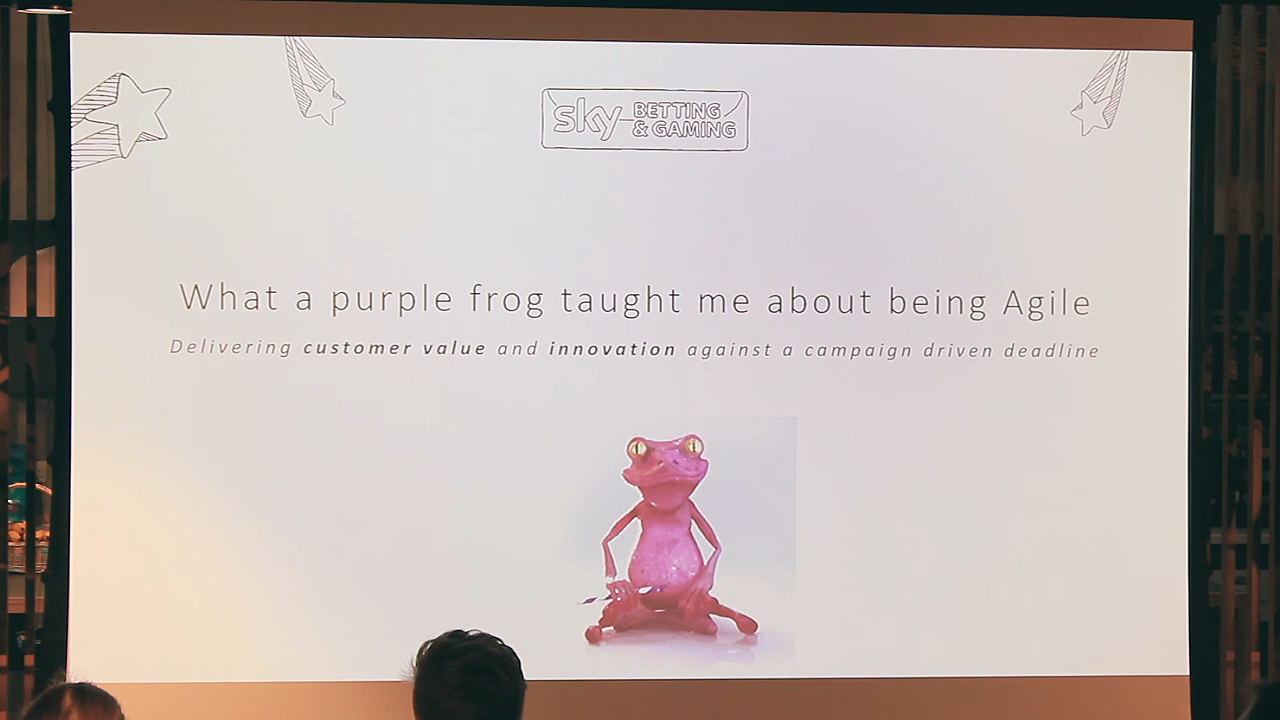 sky BETTING
& GAMING
What a purple frog taught me about being Agile
Delivering customer value and innovation against a campaign driven deadline